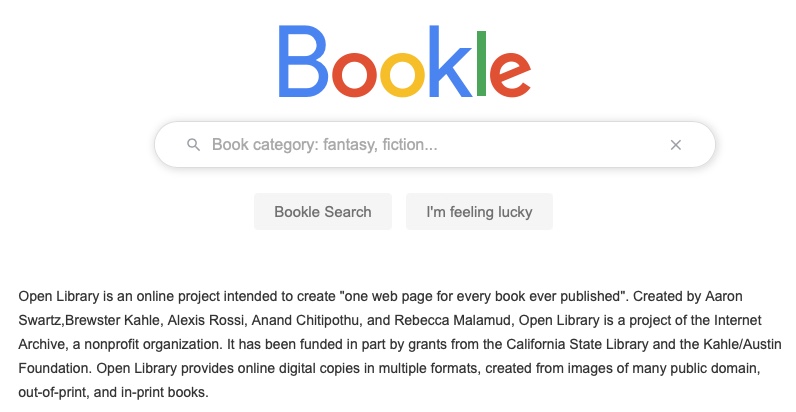 Bookle
Book category: fantasy, fiction...
Bookle Search
I'm feeling lucky
Open Library is an online project intended to create "one web page for every book ever published". Created by Aaron
Swartz,Brewster Kahle, Alexis Rossi, Anand Chitipothu, and Rebecca Malamud, Open Library is a project of the Internet
Archive, a nonprofit organization. It has been funded in part by grants from the California State Library and the Kahle/Austin
Foundation. Open Library provides online digital copies in multiple formats, created from images of many public domain,
out-of-print, and in-print books.